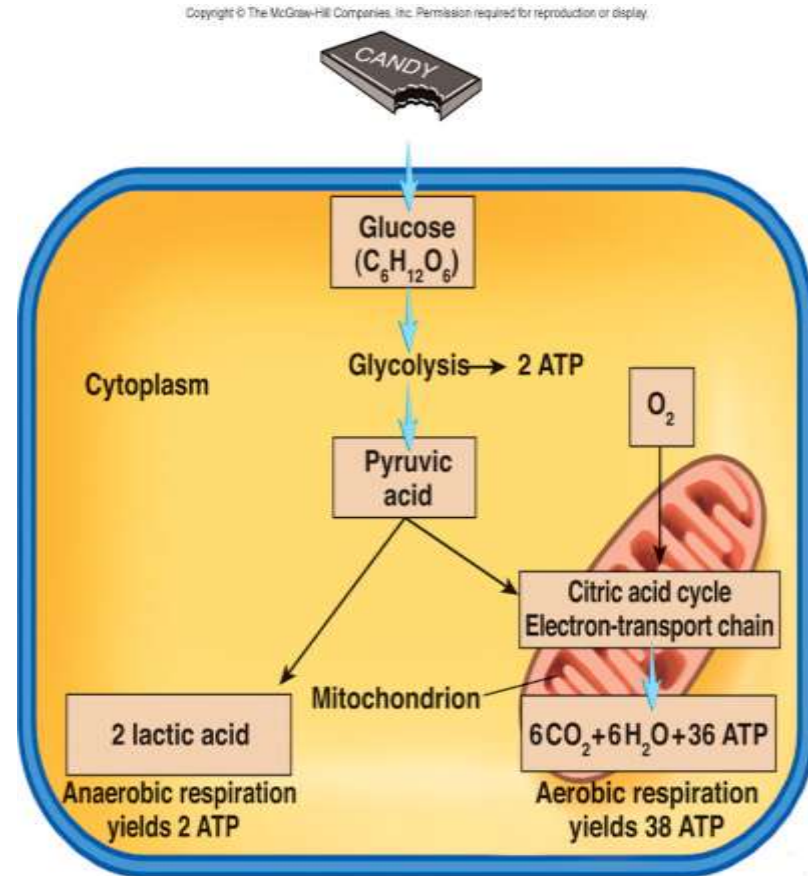 Copyright © The McGraw-Hill Companies, Inc. Permission required for reproduction or display.
CANDY
Glucose
(C₆H₁₂O₆)
Glycolysis → 2 ATP
Cytoplasm
O₂
Pyruvic
acid
Citric acid cycle
Electron-transport chain
Mitochondrion
2 lactic acid
6CO₂+6H₂O+36 ATP
Anaerobic respiration
yields 2 ATP
Aerobic respiration
yields 38 ATP